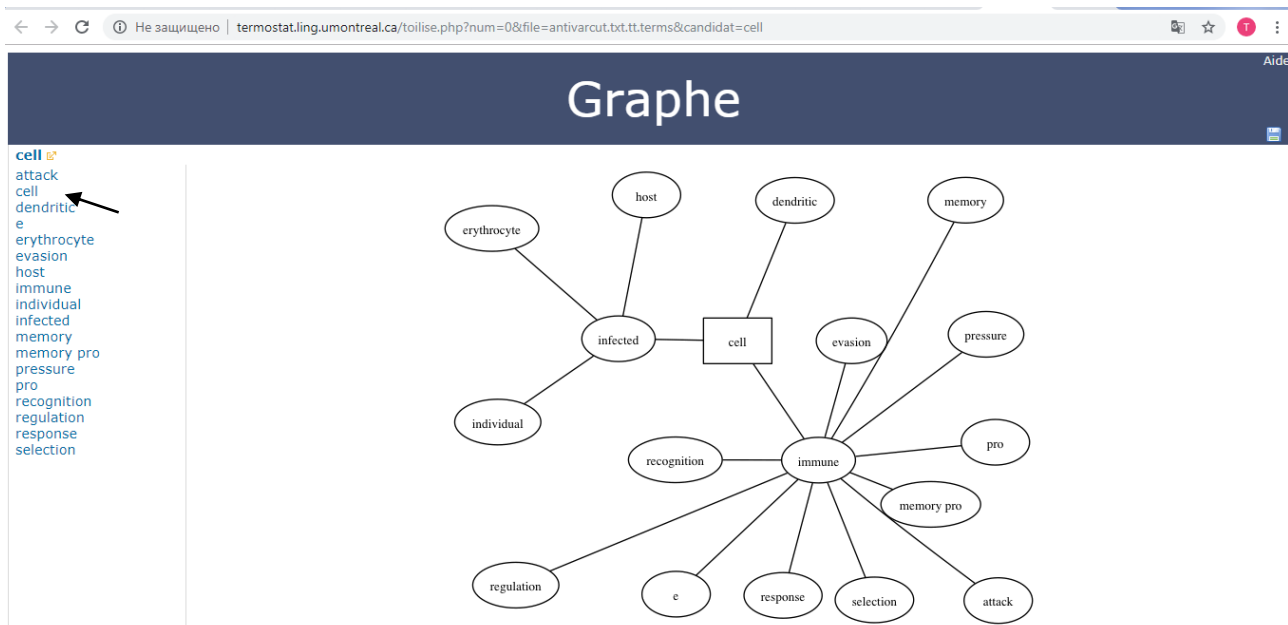 Не защищено | termostat.ling.umontreal.ca/toilise.php?num=0&file=antivarcut.txt.tt.terms&candidat=cell
T
Aide
Graphe
cell
attack
cell
dendritic
e
erythrocyte
evasion
host
immune
individual
infected
memory
memory pro
pressure
pro
recognition
regulation
response
selection
host
dendritic
memory
erythrocyte
infected
cell
evasion
pressure
individual
recognition
immune
pro
memory pro
regulation
e
response
selection
attack